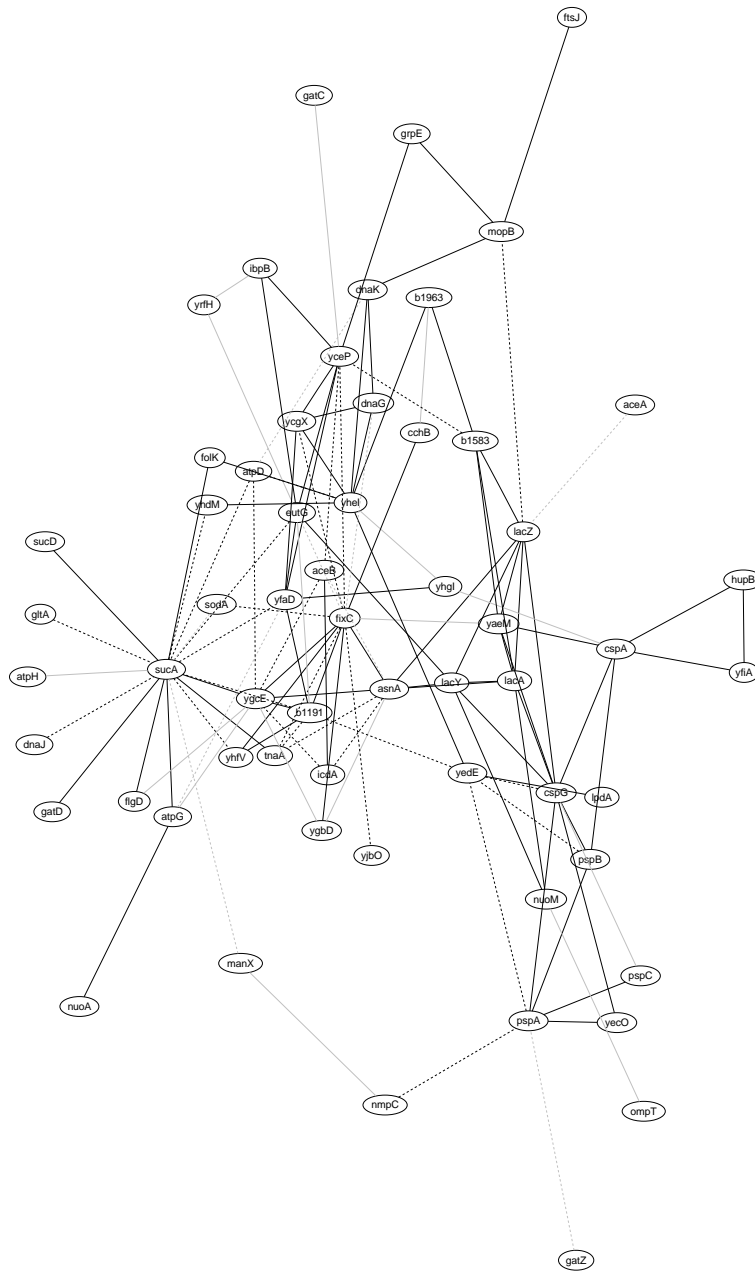 ftsJ
gatC
grpE
mopB
ibpB
dnaK
b1963
yrfH
yceP
dnaG
aceA
ycgX
cchB
b1583
folK
atpD
yhdM
eutG
yheI
lacZ
sucD
aceB
hupB
yhgI
sodA
yfaD
gltA
fixC
yaeM
cspA
sucA
yfiA
atpH
asnA
lacY
lacA
ygcE
b1191
dnaJ
yhfV
tnaA
icdA
yedE
cspG
lpdA
flgD
gatD
atpG
ygbD
yjbO
pspB
nuoM
manX
pspC
nuoA
pspA
yecO
nmpC
ompT
gatZ